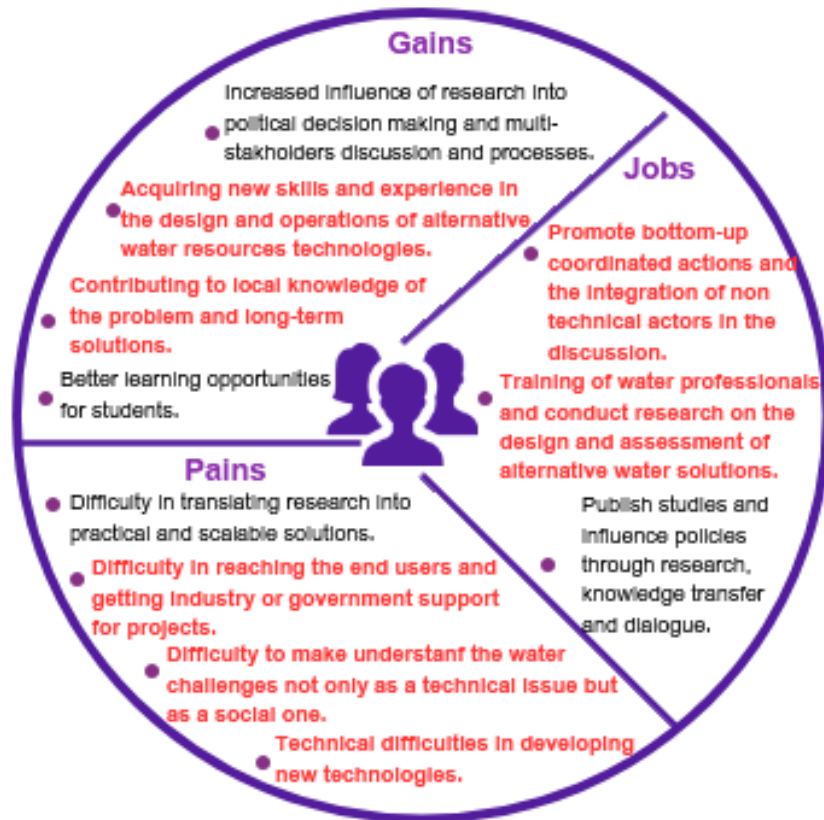 Gains
Increased influence of research into
political decision making and multi-
stakholders discussion and processes.
Acquiring new skills and experience in
the design and operations of alternative
water resources technologies.
Contributing to local knowledge of
the problem and long-term
solutions.
Better learning opportunities
for students.
Jobs
Promote bottom-up
coordinated actions and
the integration of non
technical actors in the
discussion.
Training of water professionals
and conduct research on the
design and assessment of
alternative water solutions.
Publish studies and
influence policies
through research,
knowledge transfer
and dialogue.
Pains
Difficulty in translating research into
practical and scalable solutions.
Difficulty in reaching the end users and
getting industry or government support
for projects.
Difficulty to make understanf the water
challenges not only as a technical issue but
as a social one.
Technical difficulties in developing
new technologies.